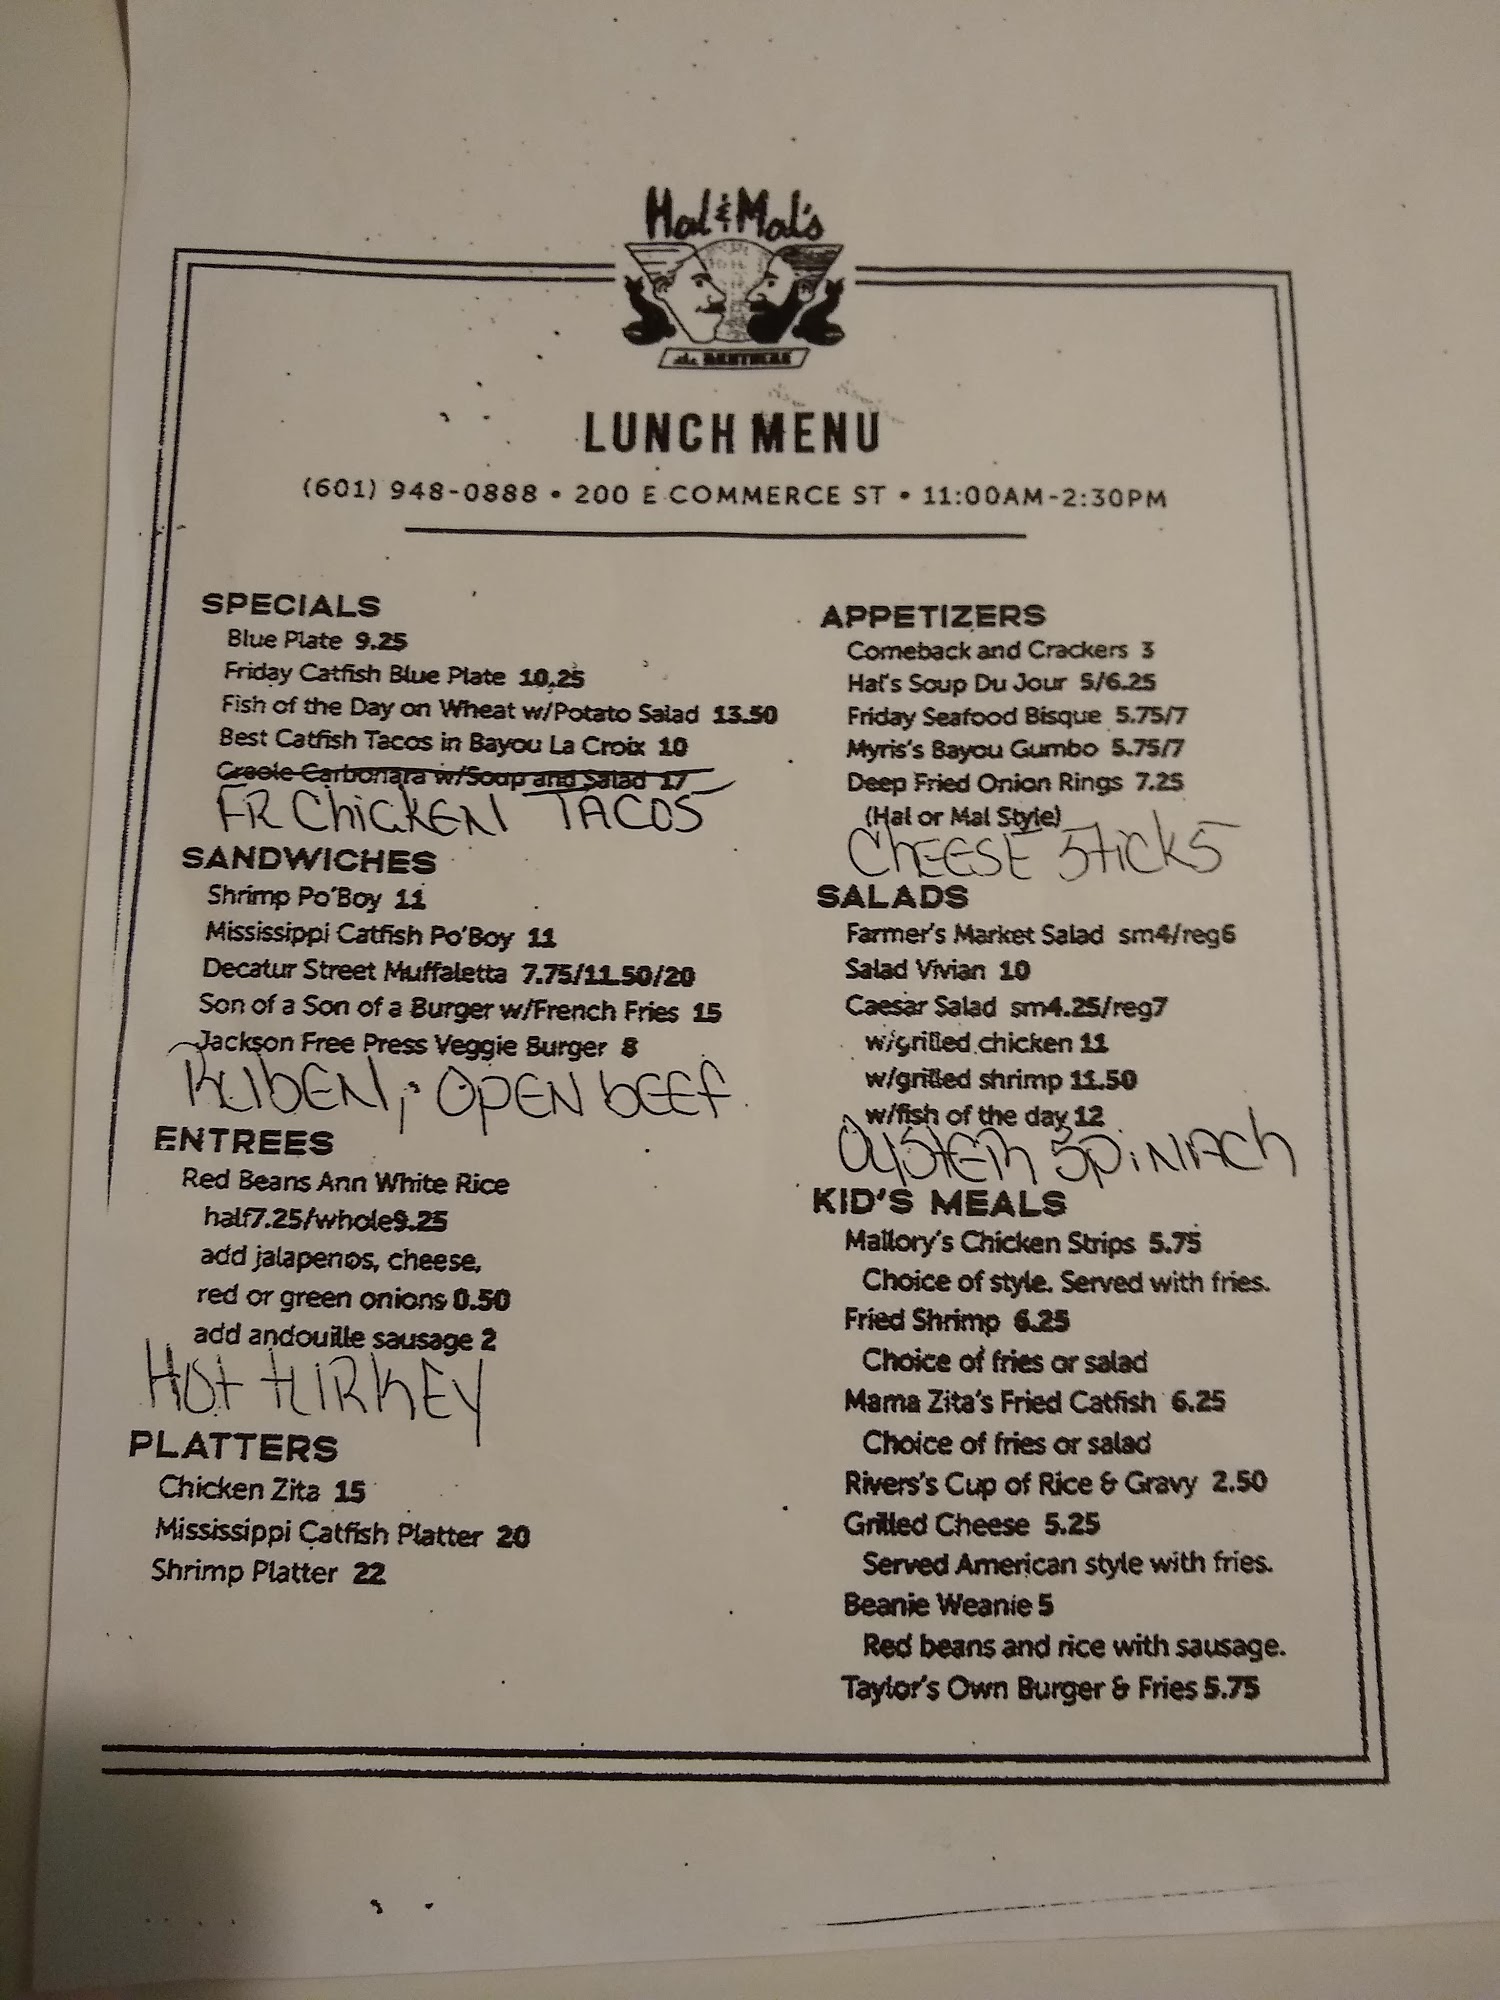 Hal & Mal's
LUNCH MENU
(601) 948-0888 • 200 E COMMERCE ST • 11:00AM-2:30PM
SPECIALS
Blue Plate 9.25
Friday Catfish Blue Plate 10.25
Fish of the Day on Wheat w/Potato Salad 13.50
Best Catfish Tacos in Bayou La Croix 10
Creole Carbonara w/Soup and Salad 17
FR ChiCKEN TACOS
SANDWICHES
Shrimp Po'Boy 11
Mississippi Catfish Po'Boy 11
Decatur Street Muffaletta 7.75/11.50/20
Son of a Son of a Burger w/French Fries 15
Jackson Free Press Veggie Burger 8
RUbEN, OPEN bEEF
ENTREES
Red Beans Ann White Rice
half7.25/whole9.25
add jalapenos, cheese,
red or green onions 0.50
add andouille sausage 2
HOt tURKEY
PLATTERS
Chicken Zita 15
Mississippi Catfish Platter 20
Shrimp Platter 22
APPETIZERS
Comeback and Crackers 3
Hal's Soup Du Jour 5/6.25
Friday Seafood Bisque 5.75/7
Myris's Bayou Gumbo 5.75/7
Deep Fried Onion Rings 7.25
(Hal or Mal Style)
ChEESE StiCKS
SALADS
Farmer's Market Salad sm4/reg6
Salad Vivian 10
Caesar Salad sm4.25/reg7
w/grilled chicken 11
w/grilled shrimp 11.50
w/fish of the day 12
OYStER SPiNACh
KID'S MEALS
Mallory's Chicken Strips 5.75
Choice of style. Served with fries.
Fried Shrimp 6.25
Choice of fries or salad
Mama Zita's Fried Catfish 6.25
Choice of fries or salad
Rivers's Cup of Rice & Gravy 2.50
Grilled Cheese 5.25
Served American style with fries.
Beanie Weanie 5
Red beans and rice with sausage.
Taylor's Own Burger & Fries 5.75